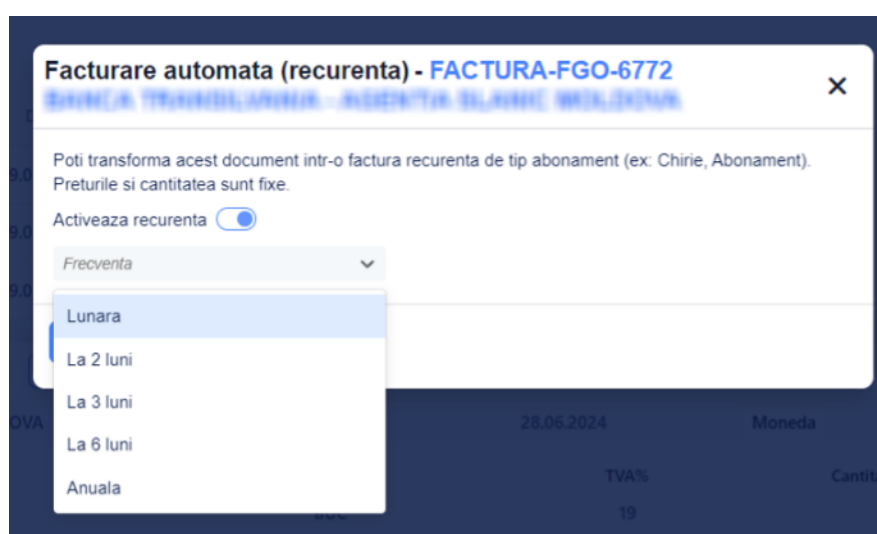 Facturare automata (recurenta) - FACTURA-FGO-6772
Poti transforma acest document intr-o factura recurenta de tip abonament (ex: Chirie, Abonament).
Preturile si cantitatea sunt fixe.
Activeaza recurenta
Frecventa
Lunara
La 2 luni
La 3 luni
La 6 luni
Anuala
OVA 28.06.2024 Moneda
TVA%
19